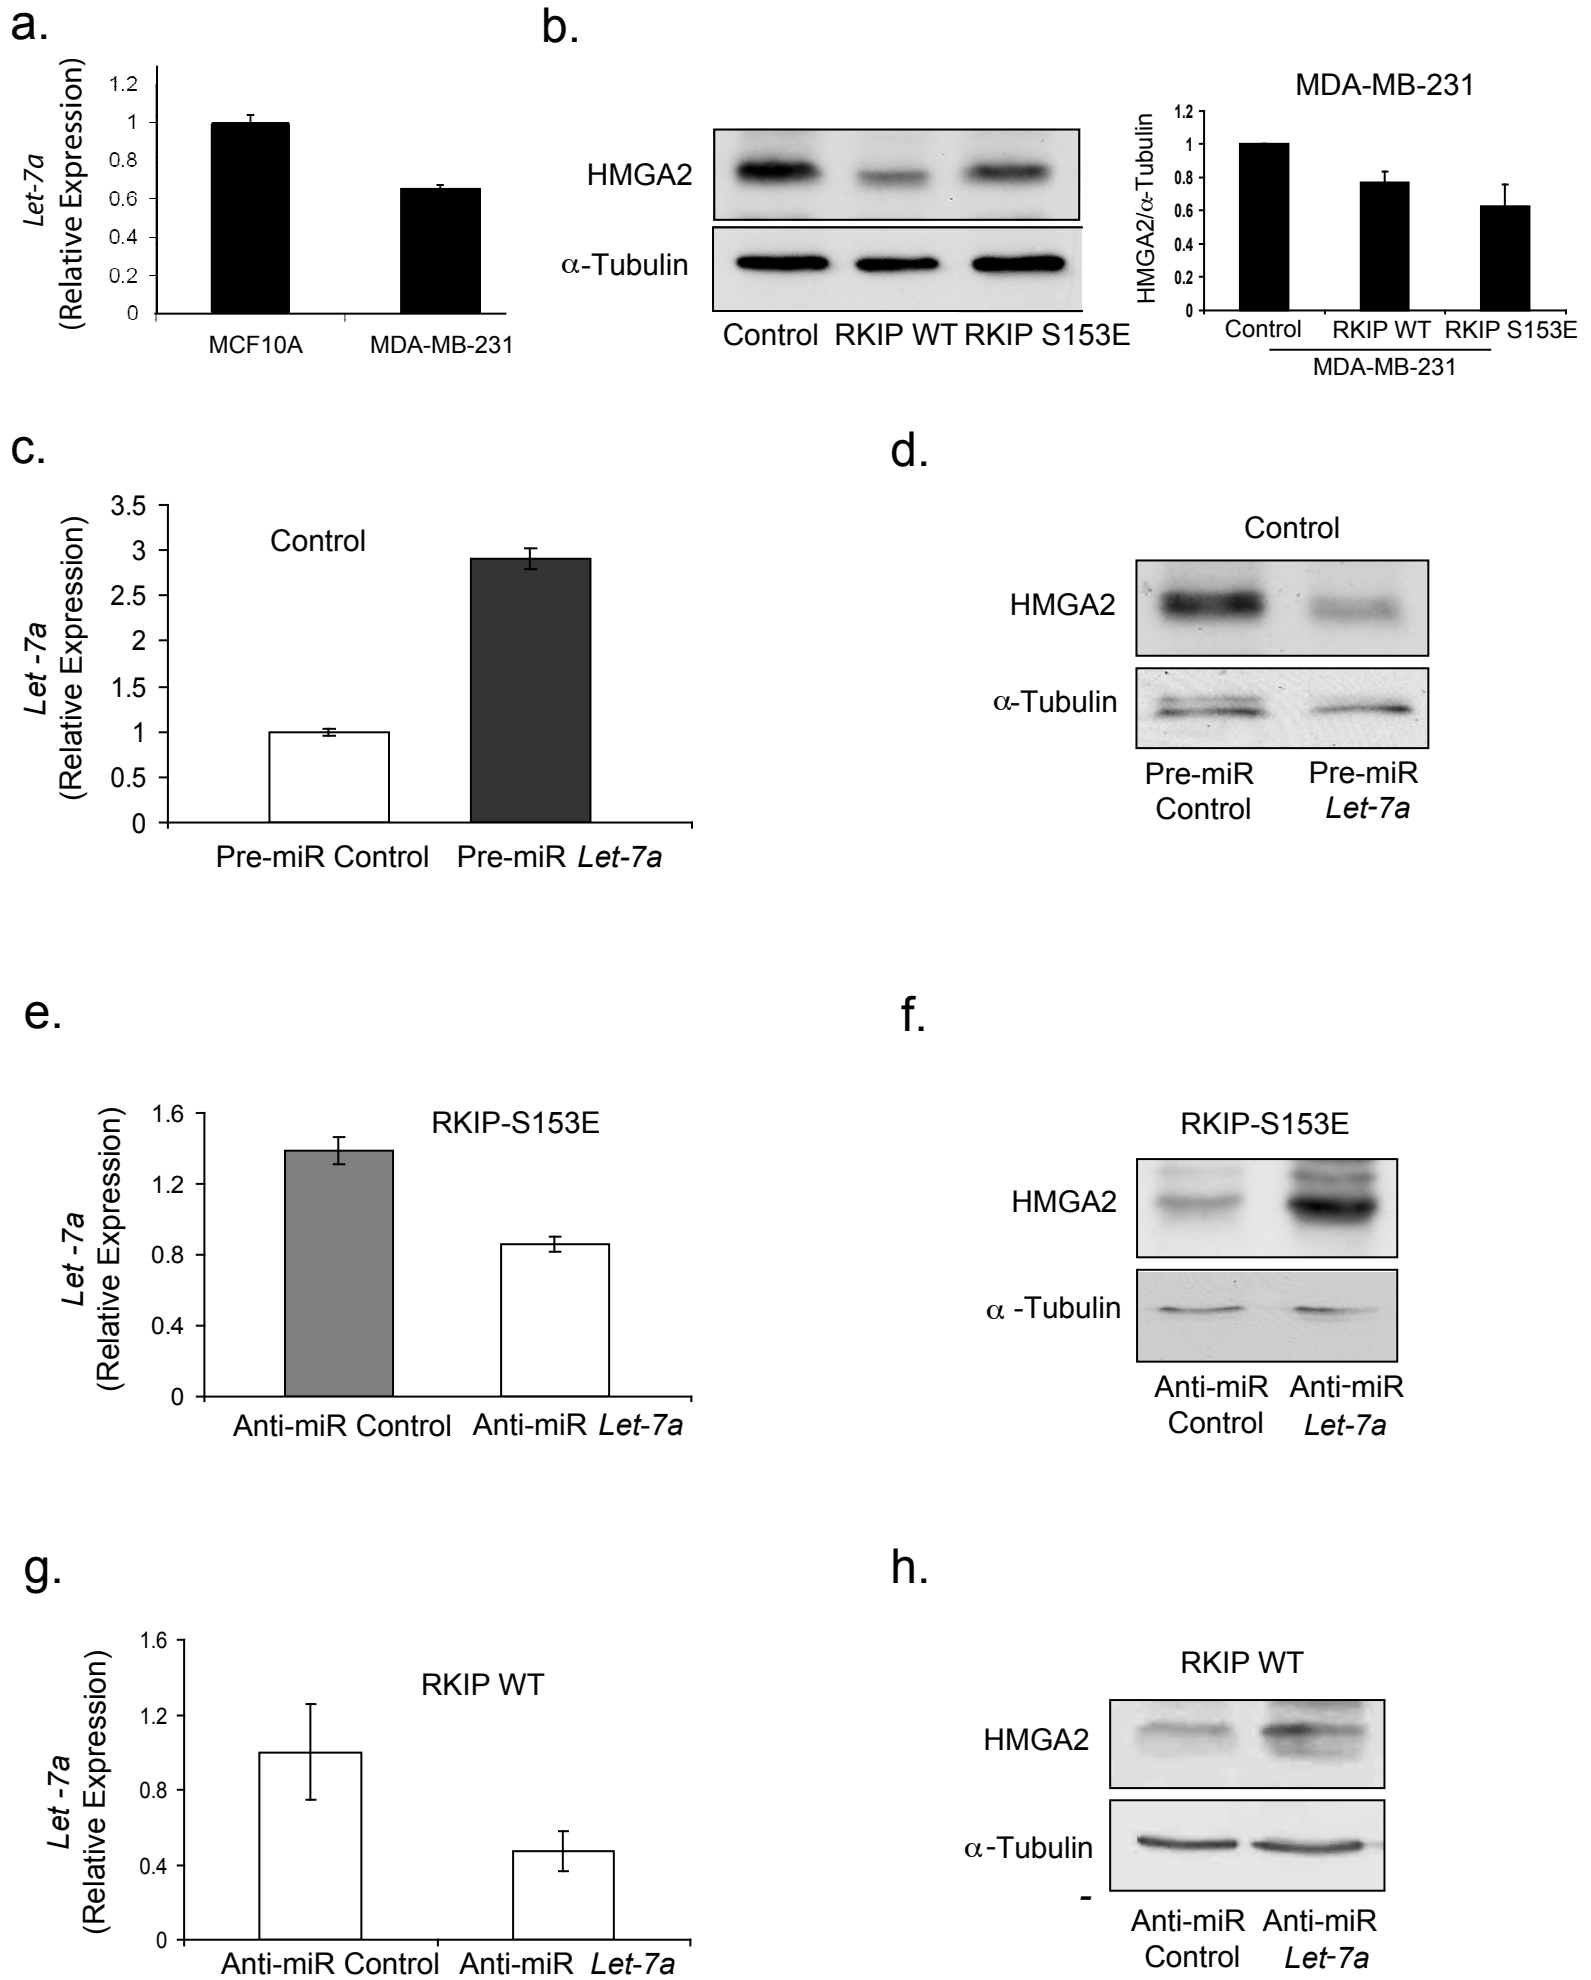 a.
Let-7a
(Relative Expression)
1.2
1
0.8
0.6
0.4
0.2
0
MCF10A MDA-MB-231
b.
HMGA2
α-Tubulin
Control RKIP WT RKIP S153E
MDA-MB-231
HMGA2/α-Tubulin
1.2
1
0.8
0.6
0.4
0.2
0
Control RKIP WT RKIP S153E
MDA-MB-231
c.
Let -7a
(Relative Expression)
3.5
3
2.5
2
1.5
1
0.5
0
Control
Pre-miR Control Pre-miR Let-7a
d.
Control
HMGA2
α-Tubulin
Pre-miR Pre-miR
Control Let-7a
e.
Let -7a
(Relative Expression)
1.6
1.2
0.8
0.4
0
RKIP-S153E
Anti-miR Control Anti-miR Let-7a
f.
RKIP-S153E
HMGA2
α -Tubulin
Anti-miR Anti-miR
Control Let-7a
g.
Let -7a
(Relative Expression)
1.6
1.2
0.8
0.4
0
RKIP WT
Anti-miR Control Anti-miR Let-7a
h.
RKIP WT
HMGA2
α-Tubulin
-
Anti-miR Anti-miR
Control Let-7a